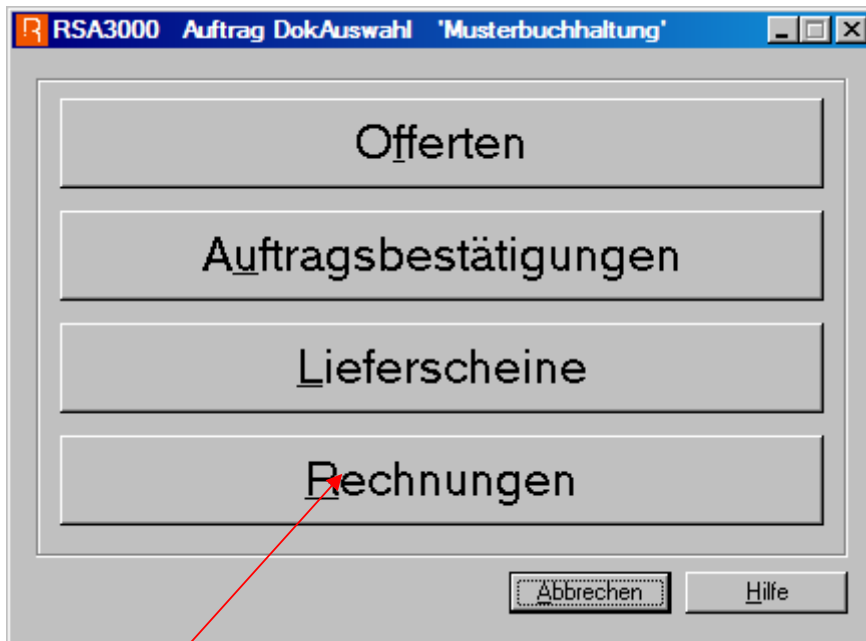 RSA3000 Auftrag DokAuswahl 'Musterbuchhaltung'
Offerten
Auftragsbestätigungen
Lieferscheine
Rechnungen
Abbrechen Hilfe